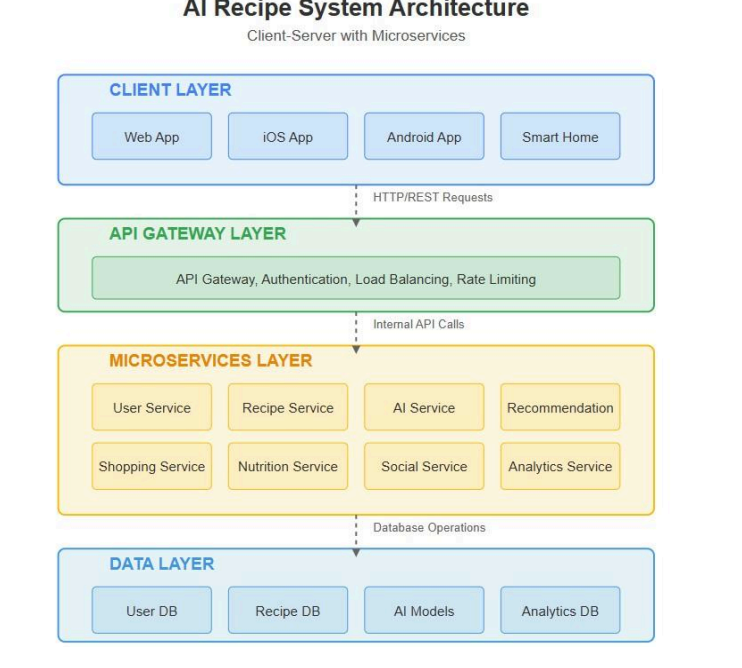 AI Recipe System Architecture
Client-Server with Microservices
CLIENT LAYER
Web App
iOS App
Android App
Smart Home
HTTP/REST Requests
API GATEWAY LAYER
API Gateway, Authentication, Load Balancing, Rate Limiting
Internal API Calls
MICROSERVICES LAYER
User Service
Recipe Service
AI Service
Recommendation
Shopping Service
Nutrition Service
Social Service
Analytics Service
Database Operations
DATA LAYER
User DB
Recipe DB
AI Models
Analytics DB